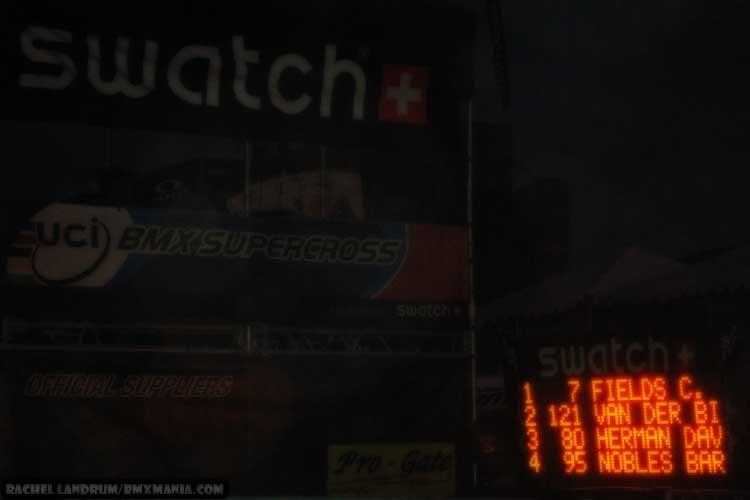 swatch
uci BMX SUPERCROSS
swatch
OFFICIAL SUPPLIERS
Pro-Gate
swatch
1 7 FIELDS C.
2 121 VAN DER BI
3 80 HERMAN DAV
4 95 NOBLES BAR
RACHEL LANDRUM/BMXMANIA.COM